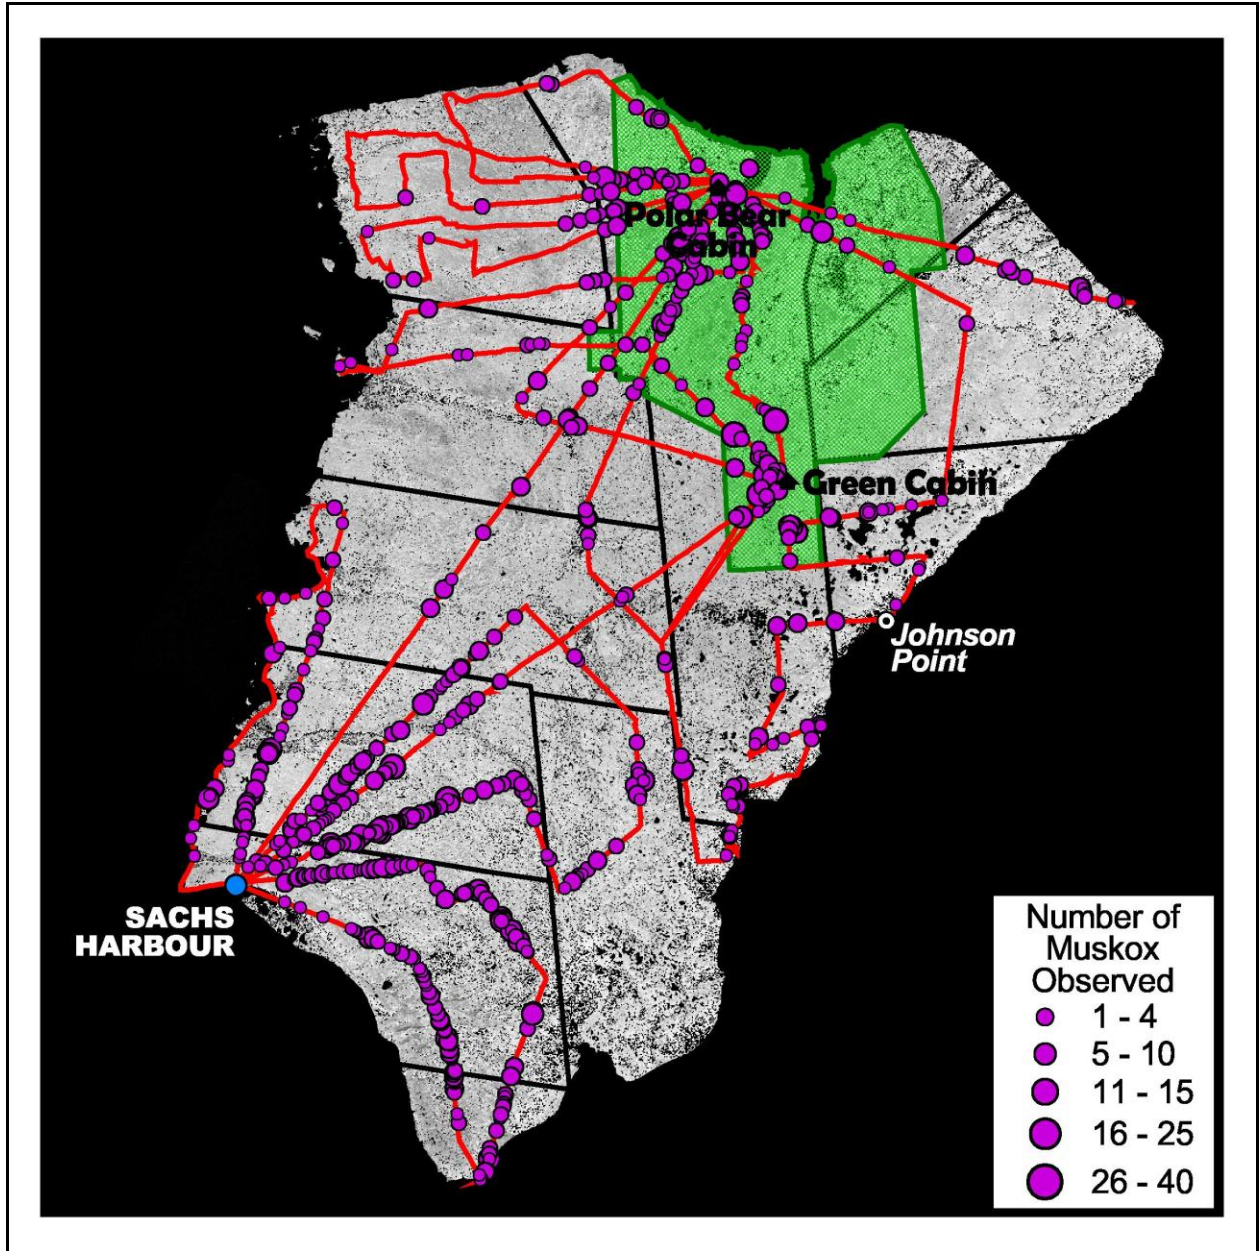 Polar Bear
Cabin
Green Cabin
Johnson
Point
SACHS
HARBOUR
Number of
Muskox
Observed
1 - 4
5 - 10
11 - 15
16 - 25
26 - 40